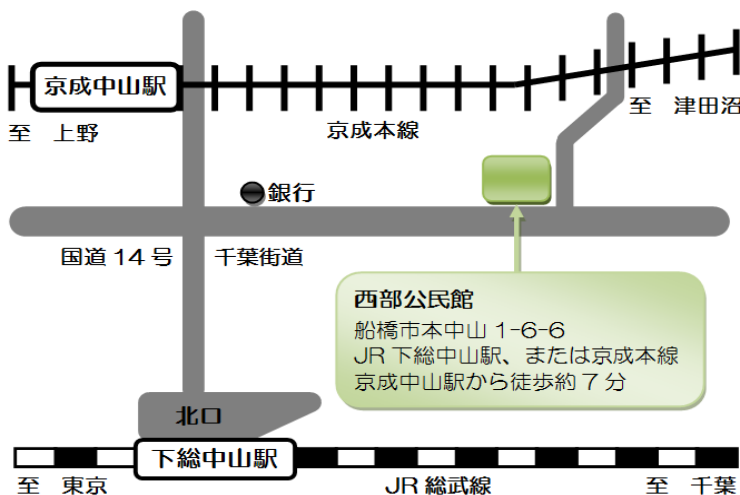 京成中山駅
至 上野
京成本線
至 津田沼
銀行
国道14号 千葉街道
西部公民館
船橋市本中山 1-6-6
JR 下総中山駅、または京成本線
京成中山駅から徒歩約7分
北口
下総中山駅
至 東京
JR 総武線
至 千葉